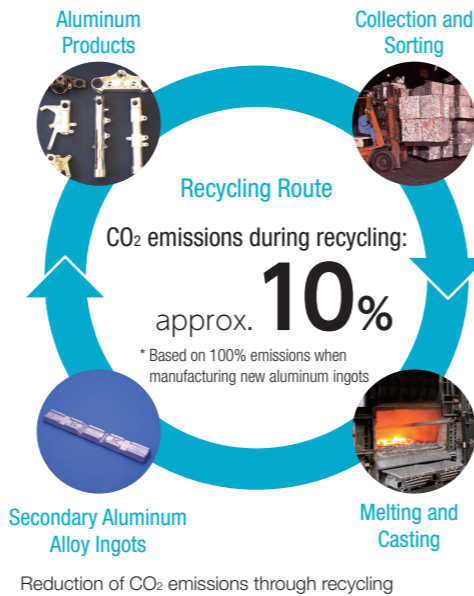 Aluminum
Products
Collection and
Sorting
Recycling Route
CO₂ emissions during recycling:
approx. 10%
* Based on 100% emissions when
manufacturing new aluminum ingots
Secondary Aluminum
Alloy Ingots
Melting and
Casting
Reduction of CO₂ emissions through recycling